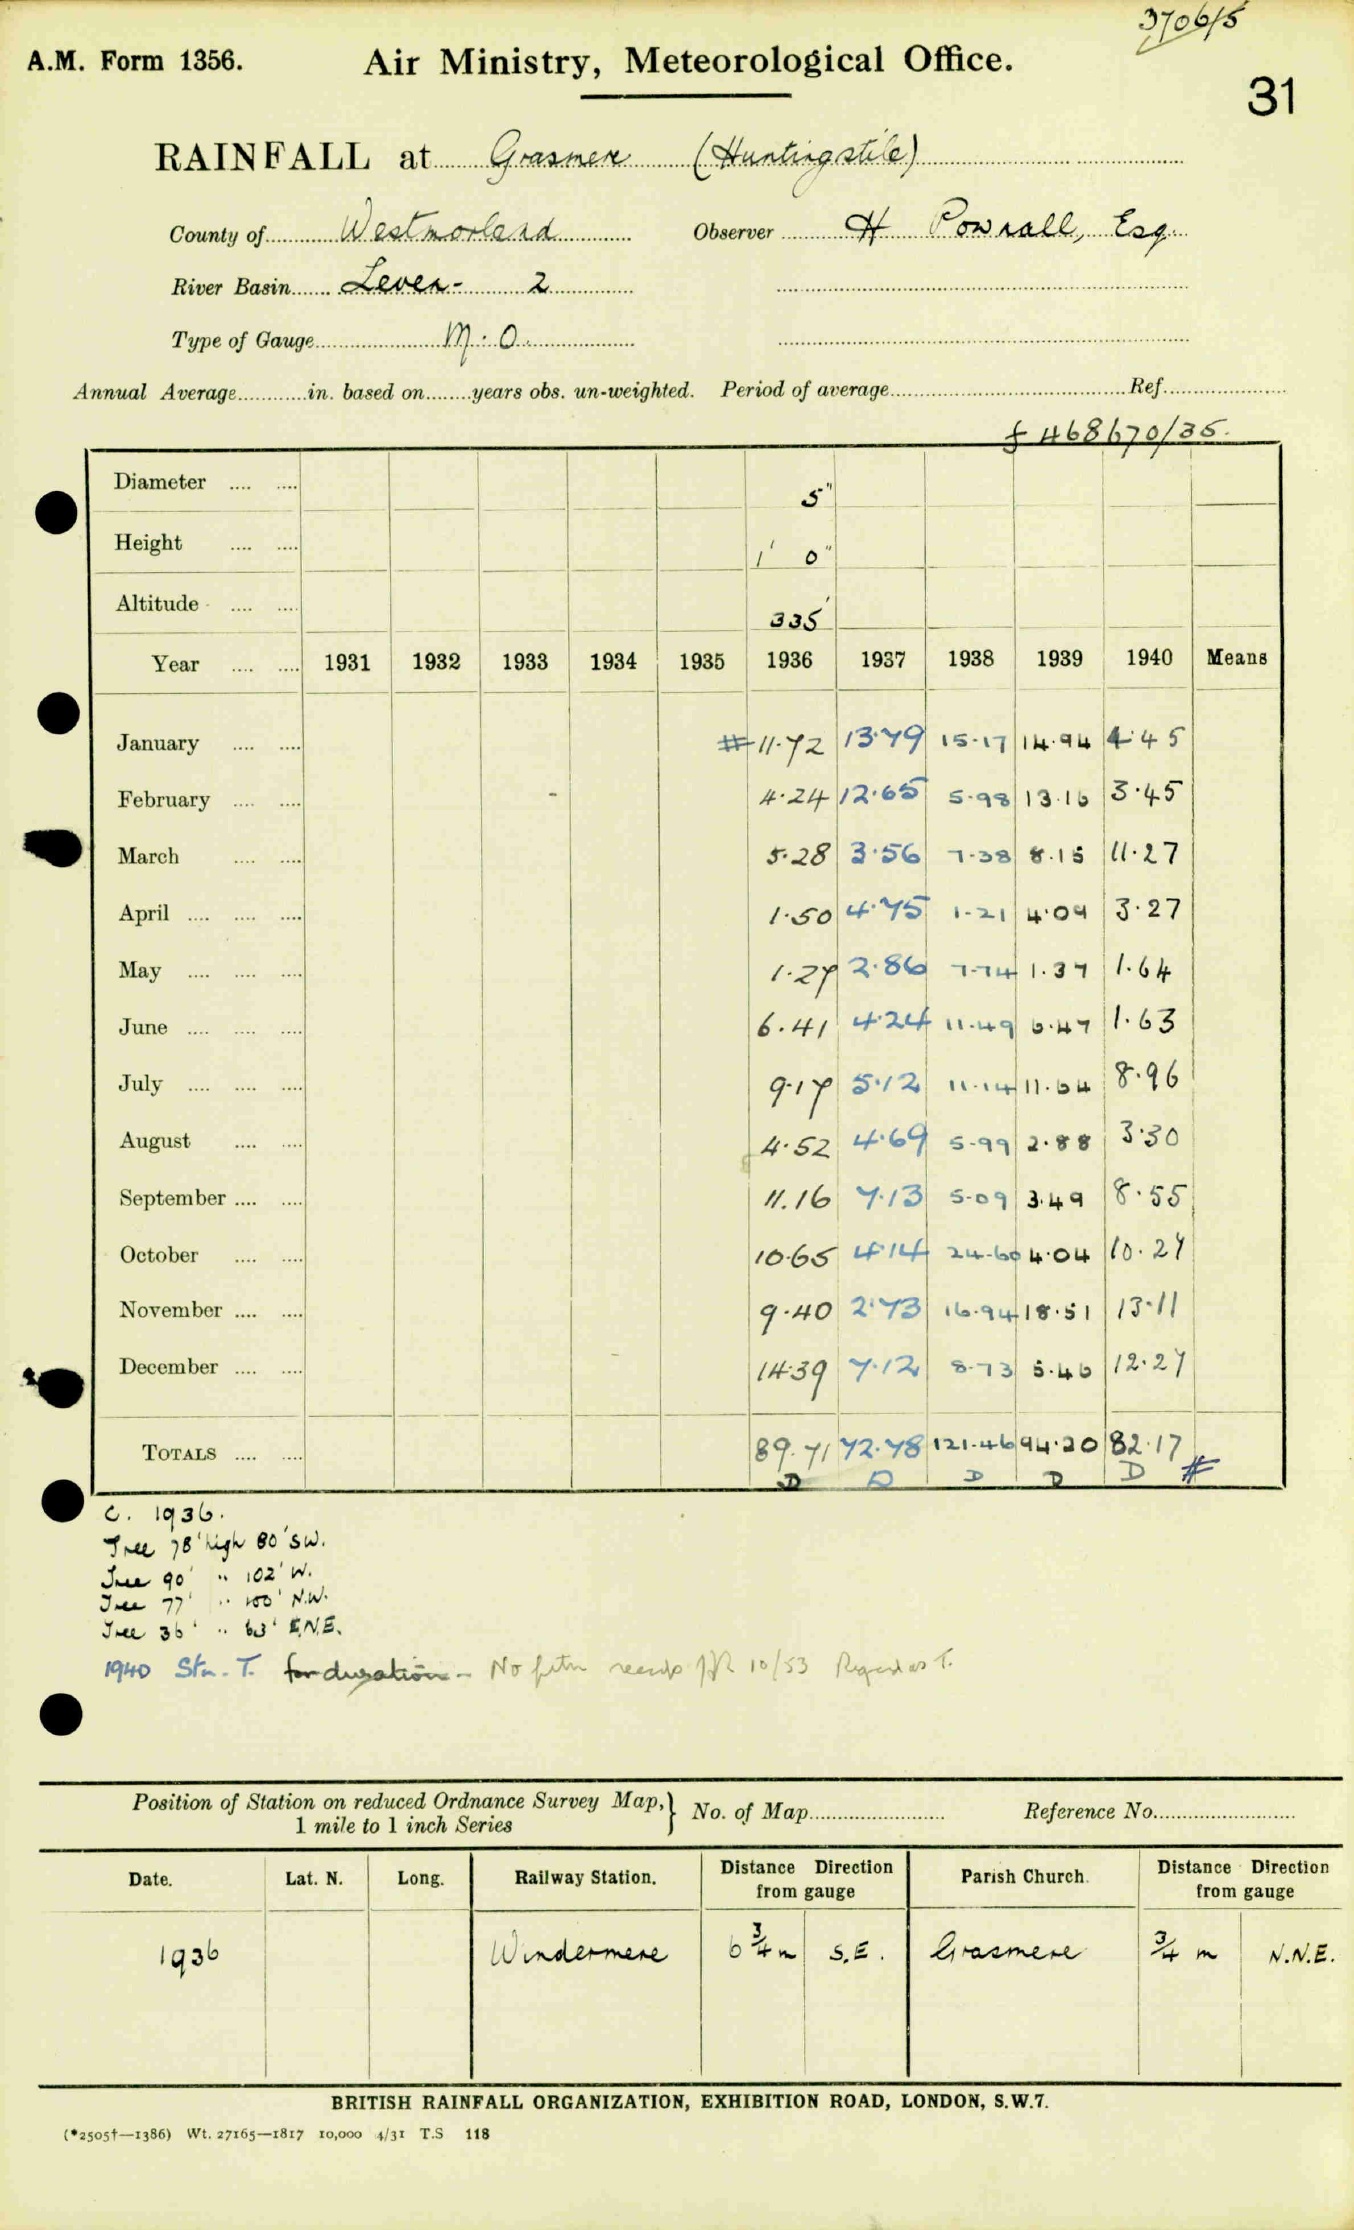 3706/5
A.M. Form 1356. Air Ministry, Meteorological Office.
31
RAINFALL at Grasmere (Huntingstile)
County of Westmorland Observer H Pownall, Esq
River Basin Leven - 2
Type of Gauge M.O.
Annual Average in. based on years obs. un-weighted. Period of average Ref.
468670/35.
Diameter 5"
Height 1' 0"
Altitude 335'
Year 1931 1932 1933 1934 1935 1936 1937 1938 1939 1940 Means
January # 11.72 13.79 15.17 14.94 4.45
February 4.24 12.65 5.98 13.16 3.45
March 5.28 3.56 7.38 8.15 11.27
April 1.50 4.75 1.21 4.09 3.27
May 1.27 2.86 7.74 1.37 1.64
June 6.41 4.24 11.49 6.47 1.63
July 9.17 5.12 11.14 11.64 8.96
August 4.52 4.69 5.99 2.88 3.30
September 11.16 7.13 5.09 3.49 8.55
October 10.65 4.14 24.60 4.04 10.27
November 9.40 2.73 16.94 18.51 13.11
December 14.39 7.12 8.73 5.46 12.27
TOTALS 89.71 72.78 121.46 94.20 82.17
D D D D D #
C. 1936.
Tree 78' high 80' SW.
Tree 90' " 102' W.
Tree 77' " 100' N.W.
Tree 36' " 63' E.N.E.
1940 Stn. T. for duration - No records 10/53 Regard as T.
Position of Station on reduced Ordnance Survey Map, } No. of Map Reference No.
1 mile to 1 inch Series
Date. Lat. N. Long. Railway Station. Distance Direction from gauge Parish Church. Distance Direction from gauge
1936 Windermere 6 3/4 m S.E. Grasmere 3/4 m N.N.E.
BRITISH RAINFALL ORGANIZATION, EXHIBITION ROAD, LONDON, S.W.7.
(*2505†—1386) Wt. 27165—1817 10,000 4/31 T.S 118